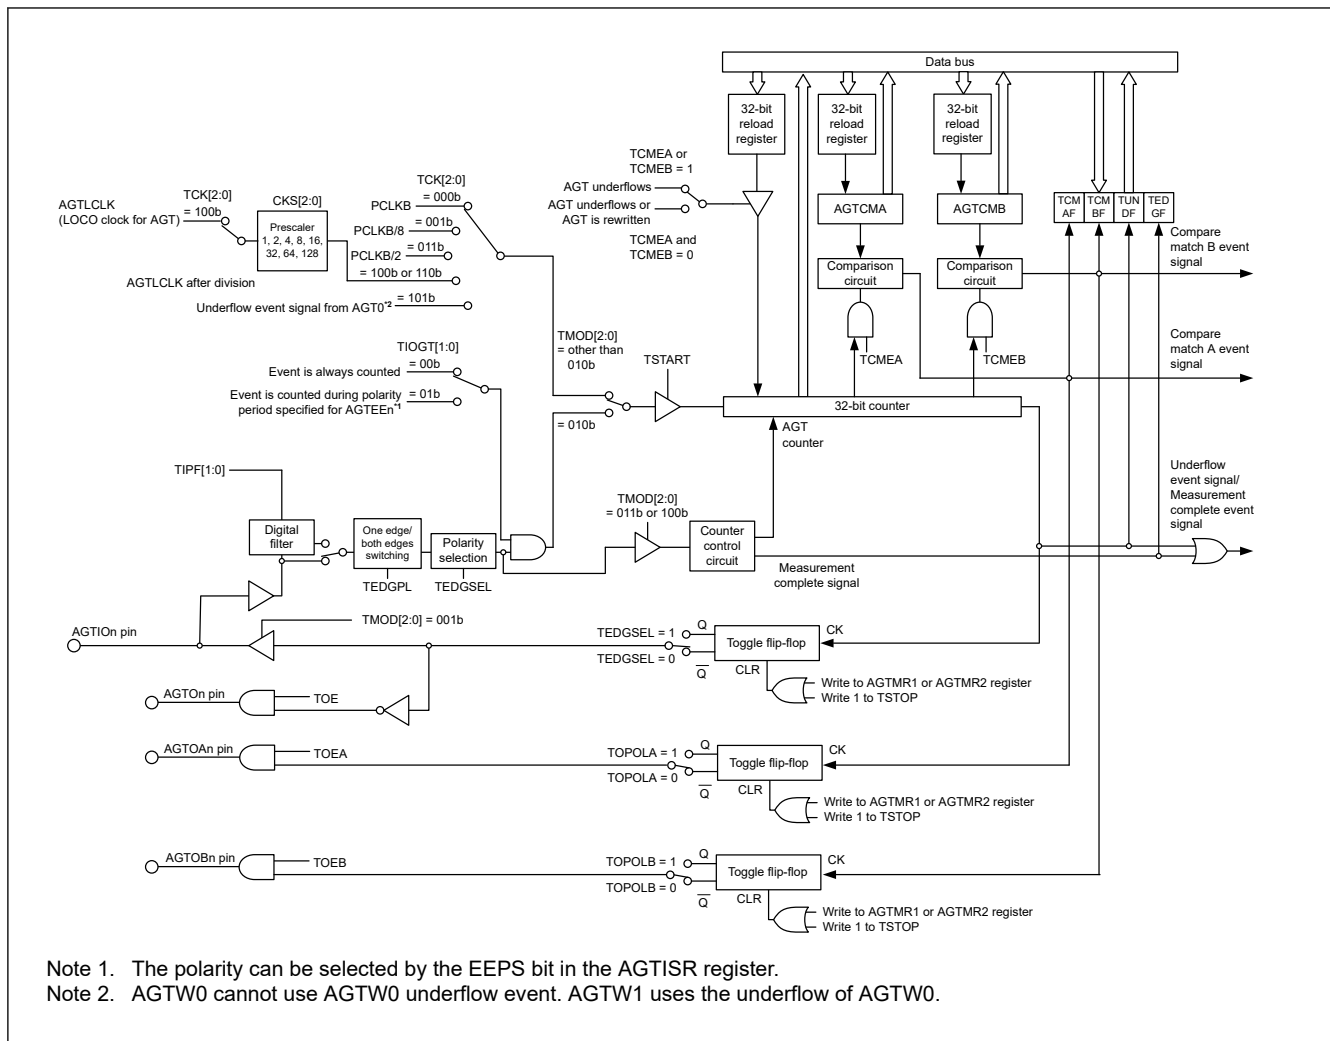 Data bus
32-bit
reload
register
32-bit
reload
register
32-bit
reload
register
TCMEA or
TCMEB = 1
AGT underflows
AGT underflows or
AGT is rewritten
TCMEA and
TCMEB = 0
TCK[2:0]
= 000b
PCLKB
= 001b
PCLKB/8
= 011b
PCLKB/2
= 100b or 110b
AGTLCLK after division
= 101b
Underflow event signal from AGT0*2
AGTLCLK
(LOCO clock for AGT)
TCK[2:0]
= 100b
CKS[2:0]
Prescaler
1, 2, 4, 8, 16,
32, 64, 128
AGTCMA
AGTCMB
TCM
AF
TCM
BF
TUN
DF
TED
GF
Comparison
circuit
Comparison
circuit
Compare
match B event
signal
TCMEA
TCMEB
Compare
match A event
signal
TIOGT[1:0]
= 00b
Event is always counted
= 01b
Event is counted during polarity
period specified for AGTEEn*1
TMOD[2:0]
= other than
010b
= 010b
TSTART
32-bit counter
AGT
counter
TIPF[1:0]
Digital
filter
One edge/
both edges
switching
Polarity
selection
TEDGPL
TEDGSEL
TMOD[2:0]
= 011b or 100b
Counter
control
circuit
Measurement
complete signal
Underflow
event signal/
Measurement
complete event
signal
AGTIOn pin
TMOD[2:0] = 001b
TEDGSEL = 1
TEDGSEL = 0
Q
Q
Toggle flip-flop
CK
CLR
Write to AGTMR1 or AGTMR2 register
Write 1 to TSTOP
AGTOn pin
TOE
AGTOAn pin
TOEA
TOPOLA = 1
TOPOLA = 0
Q
Q
Toggle flip-flop
CK
CLR
Write to AGTMR1 or AGTMR2 register
Write 1 to TSTOP
AGTOBn pin
TOEB
TOPOLB = 1
TOPOLB = 0
Q
Q
Toggle flip-flop
CK
CLR
Write to AGTMR1 or AGTMR2 register
Write 1 to TSTOP
Note 1. The polarity can be selected by the EEPS bit in the AGTISR register.
Note 2. AGTW0 cannot use AGTW0 underflow event. AGTW1 uses the underflow of AGTW0.